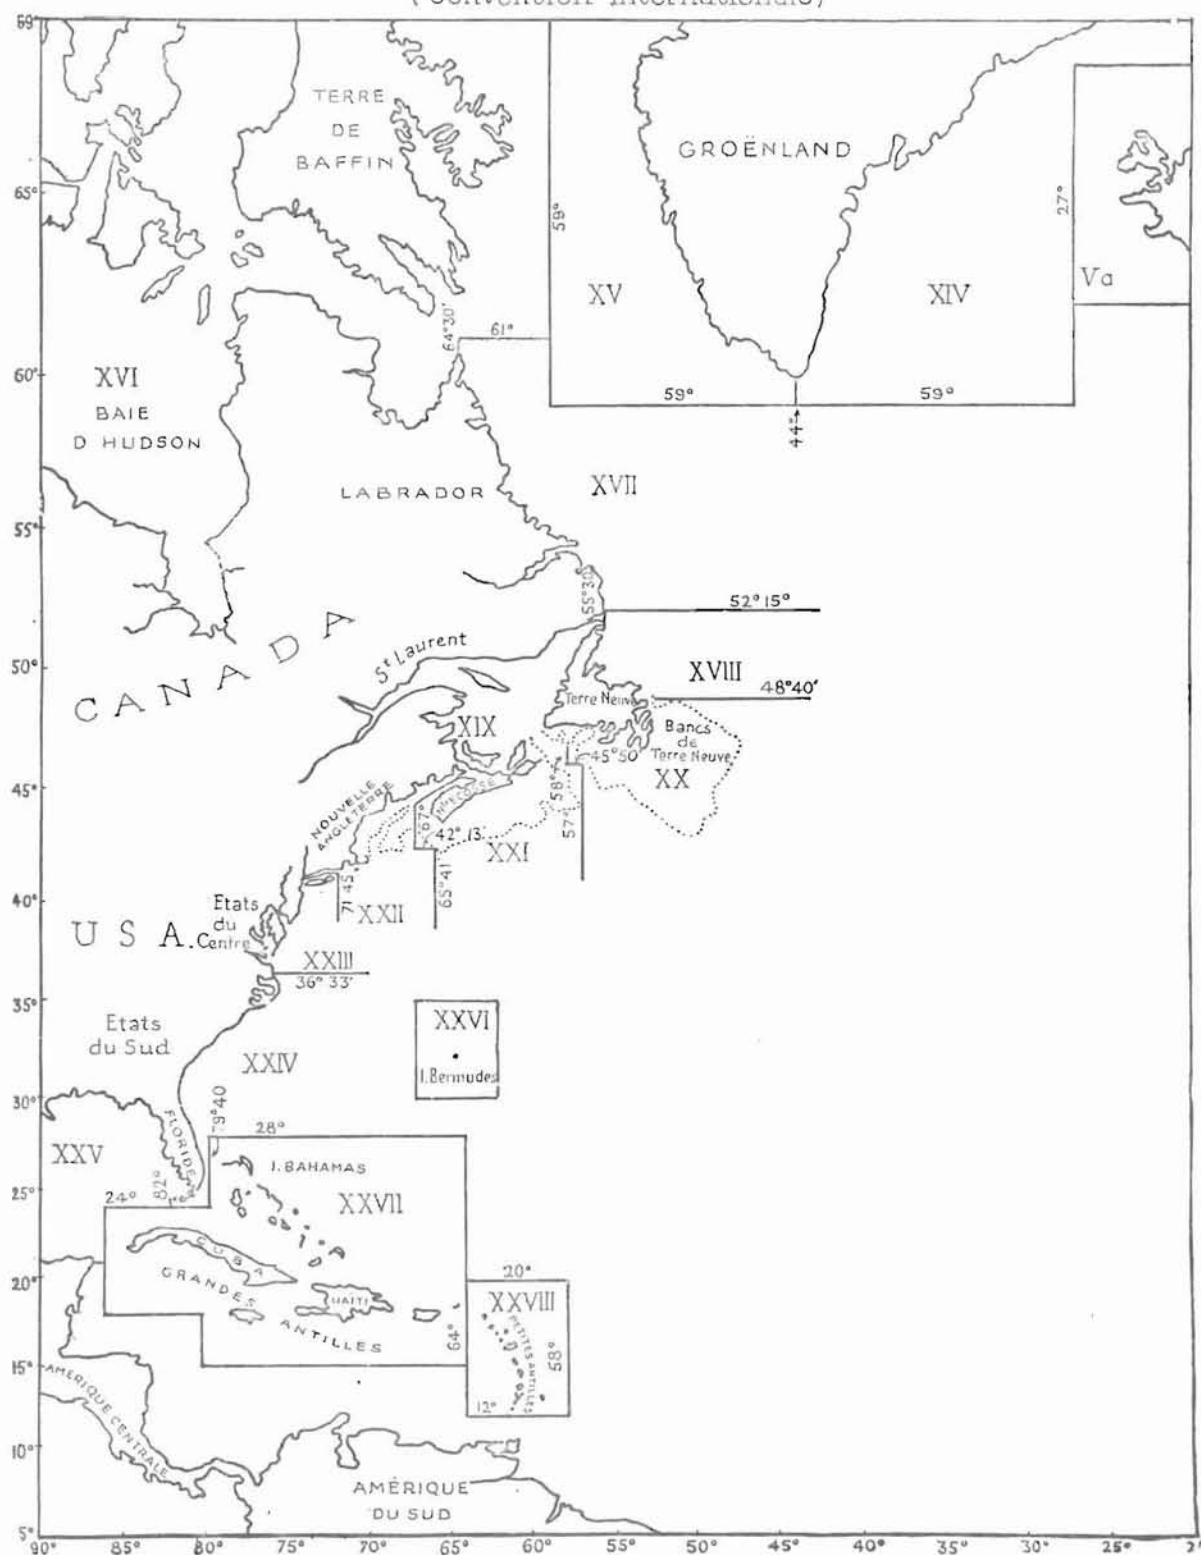 (Convention Internationale)
69°
TERRE
DE
BAFFIN
GROËNLAND
65°
59°
27°
Va
XV
XIV
64°30'
61°
60°
XVI
BAIE
D HUDSON
59°
59°
44°
LABRADOR
XVII
55°
55°30'
52°15°
CANADA
St Laurent
50°
XVIII
48°40'
Terre Neuve
Bancs
de
Terre Neuve
XIX
45°50'
XX
58°
57°
45°
NOUVELLE
ANGLETERRE
Nlle ECOSSE
67°
42° 13'
XXI
65°41
71°45'
40°
Etats
du
Centre
XXII
U S A.
XXIII
36° 33'
35°
Etats
du Sud
XXVI
I. Bermudes
XXIV
30°
79°40
28°
FLORIDE
XXV
I. BAHAMAS
82°
25°
24°
XXVII
CUBA
20°
GRANDES
ANTILLES
HAITI
20°
XXVIII
PETITES ANTILLES
64°
58°
15°
12°
AMÉRIQUE CENTRALE
10°
AMÉRIQUE
DU SUD
5°
90° 85° 80° 75° 70° 65° 60° 55° 50° 45° 40° 35° 30° 25°